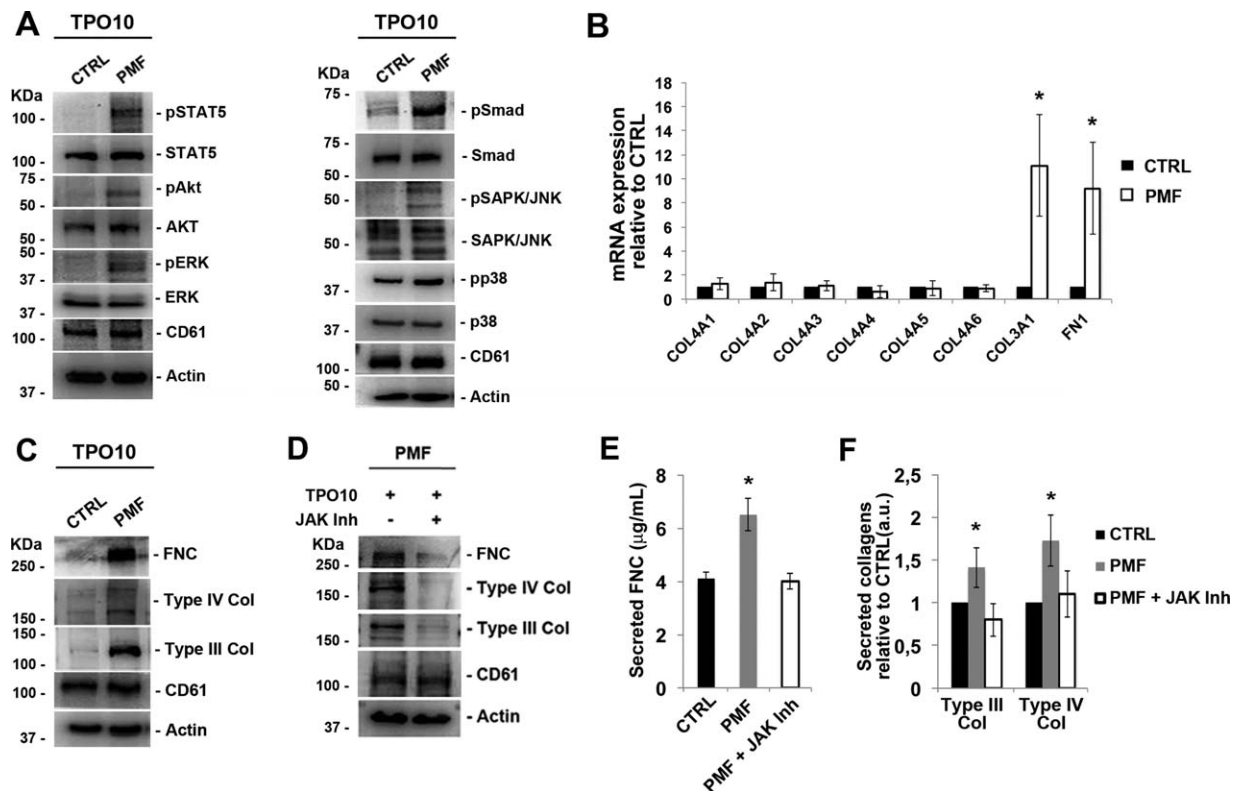 A
TPO10
CTRL PMF
KDa
100 - - pSTAT5
100 - - STAT5
75 - - pAkt
50 -
50 - - AKT
50 - - pERK
37 -
37 - - ERK
100 - - CD61
37 - - Actin
TPO10
CTRL PMF
KDa
75 - - pSmad
75 - - Smad
50 -
50 - - pSAPK/JNK
50 - - SAPK/JNK
37 - - pp38
37 - - p38
100 - - CD61
50 - - Actin
B
mRNA expression
relative to CTRL
18
16
14
12
10
8
6
4
2
0
* *
COL4A1 COL4A2 COL4A3 COL4A4 COL4A5 COL4A6 COL3A1 FN1
CTRL
PMF
C
TPO10
CTRL PMF
KDa
250 - - FNC
150 - - Type IV Col
150 - - Type III Col
100 -
100 - - CD61
37 - - Actin
D
PMF
TPO10 + +
JAK Inh - +
KDa
250 - - FNC
150 - - Type IV Col
150 - - Type III Col
100 - - CD61
37 - - Actin
E
Secreted FNC (μg/mL)
8
6
4
2
0
*
CTRL PMF PMF + JAK Inh
F
Secreted collagens
relative to CTRL(a.u.)
2,5
2
1,5
1
0,5
0
* *
Type III Col
Type IV Col
CTRL
PMF
PMF + JAK Inh